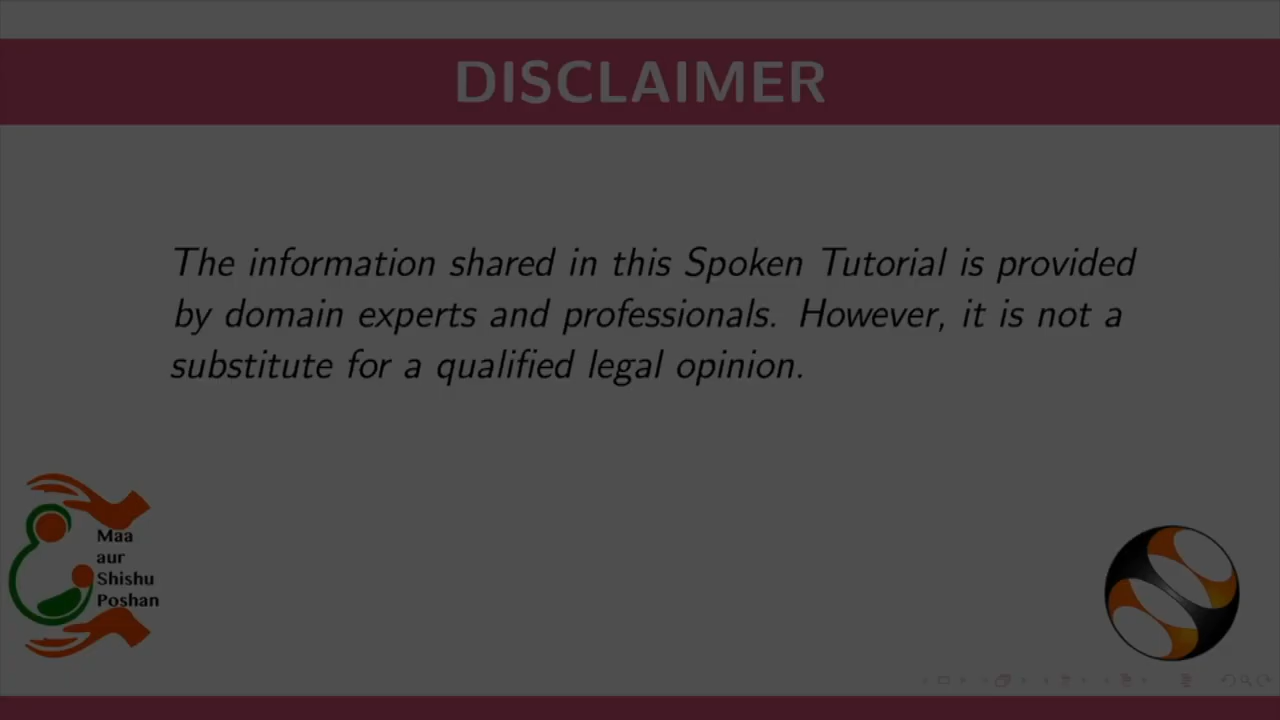 DISCLAIMER
The information shared in this Spoken Tutorial is provided
by domain experts and professionals. However, it is not a
substitute for a qualified legal opinion.
Maa
aur
Shishu
Poshan